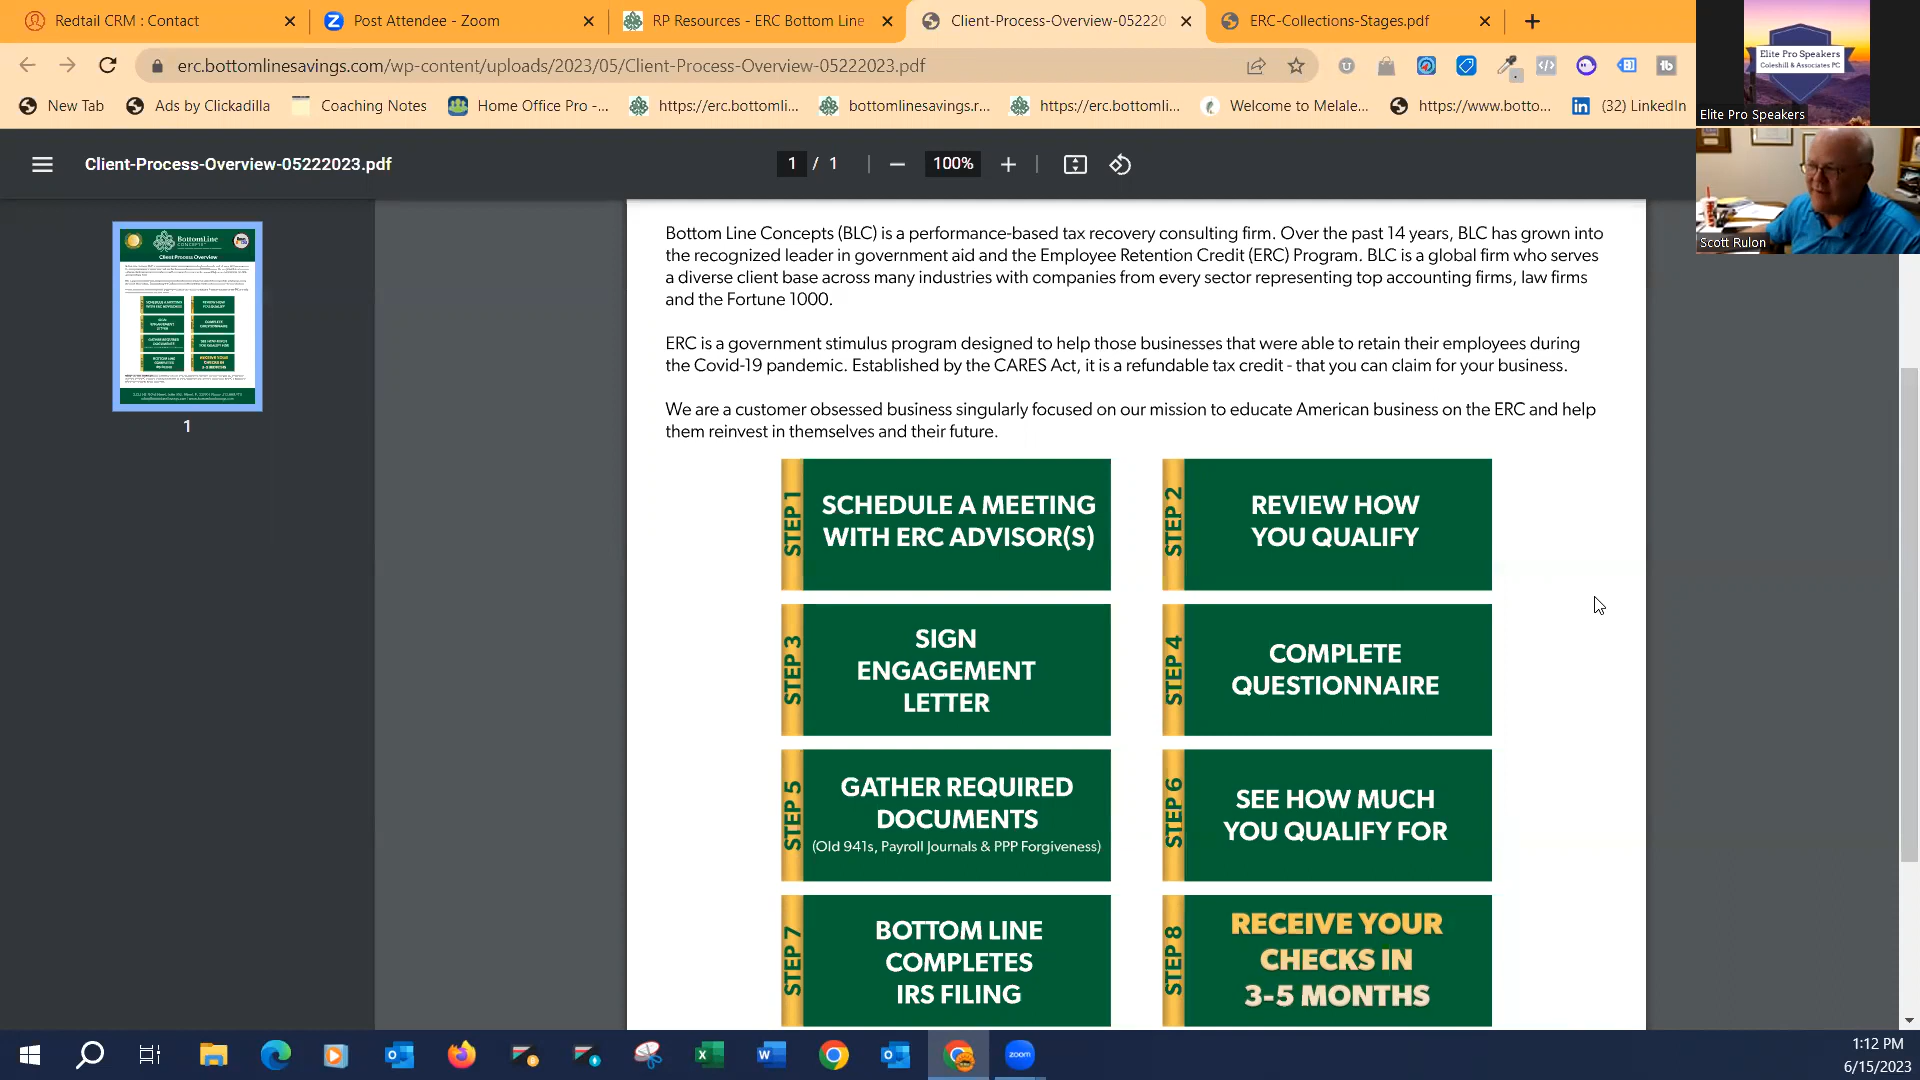 Redtail CRM : Contact
Post Attendee - Zoom
RP Resources - ERC Bottom Line
Client-Process-Overview-052220
ERC-Collections-Stages.pdf
erc.bottomlinesavings.com/wp-content/uploads/2023/05/Client-Process-Overview-05222023.pdf
New Tab
Ads by Clickadilla
Coaching Notes
Home Office Pro -...
https://erc.bottomli...
bottomlinesavings.r...
https://erc.bottomli...
Welcome to Melale...
https://www.botto...
(32) LinkedIn
Elite Pro Speakers
Coleshill & Associates PC
Elite Pro Speakers
Scott Rulon
Client-Process-Overview-05222023.pdf
1 / 1
100%
BottomLine
CONCEPTS
Client Process Overview
1
Bottom Line Concepts (BLC) is a performance-based tax recovery consulting firm. Over the past 14 years, BLC has grown into
the recognized leader in government aid and the Employee Retention Credit (ERC) Program. BLC is a global firm who serves
a diverse client base across many industries with companies from every sector representing top accounting firms, law firms
and the Fortune 1000.
ERC is a government stimulus program designed to help those businesses that were able to retain their employees during
the Covid-19 pandemic. Established by the CARES Act, it is a refundable tax credit - that you can claim for your business.
We are a customer obsessed business singularly focused on our mission to educate American business on the ERC and help
them reinvest in themselves and their future.
STEP 1
SCHEDULE A MEETING
WITH ERC ADVISOR(S)
STEP 2
REVIEW HOW
YOU QUALIFY
STEP 3
SIGN
ENGAGEMENT
LETTER
STEP 4
COMPLETE
QUESTIONNAIRE
STEP 5
GATHER REQUIRED
DOCUMENTS
(Old 941s, Payroll Journals & PPP Forgiveness)
STEP 6
SEE HOW MUCH
YOU QUALIFY FOR
STEP 7
BOTTOM LINE
COMPLETES
IRS FILING
STEP 8
RECEIVE YOUR
CHECKS IN
3-5 MONTHS
zoom
1:12 PM
6/15/2023